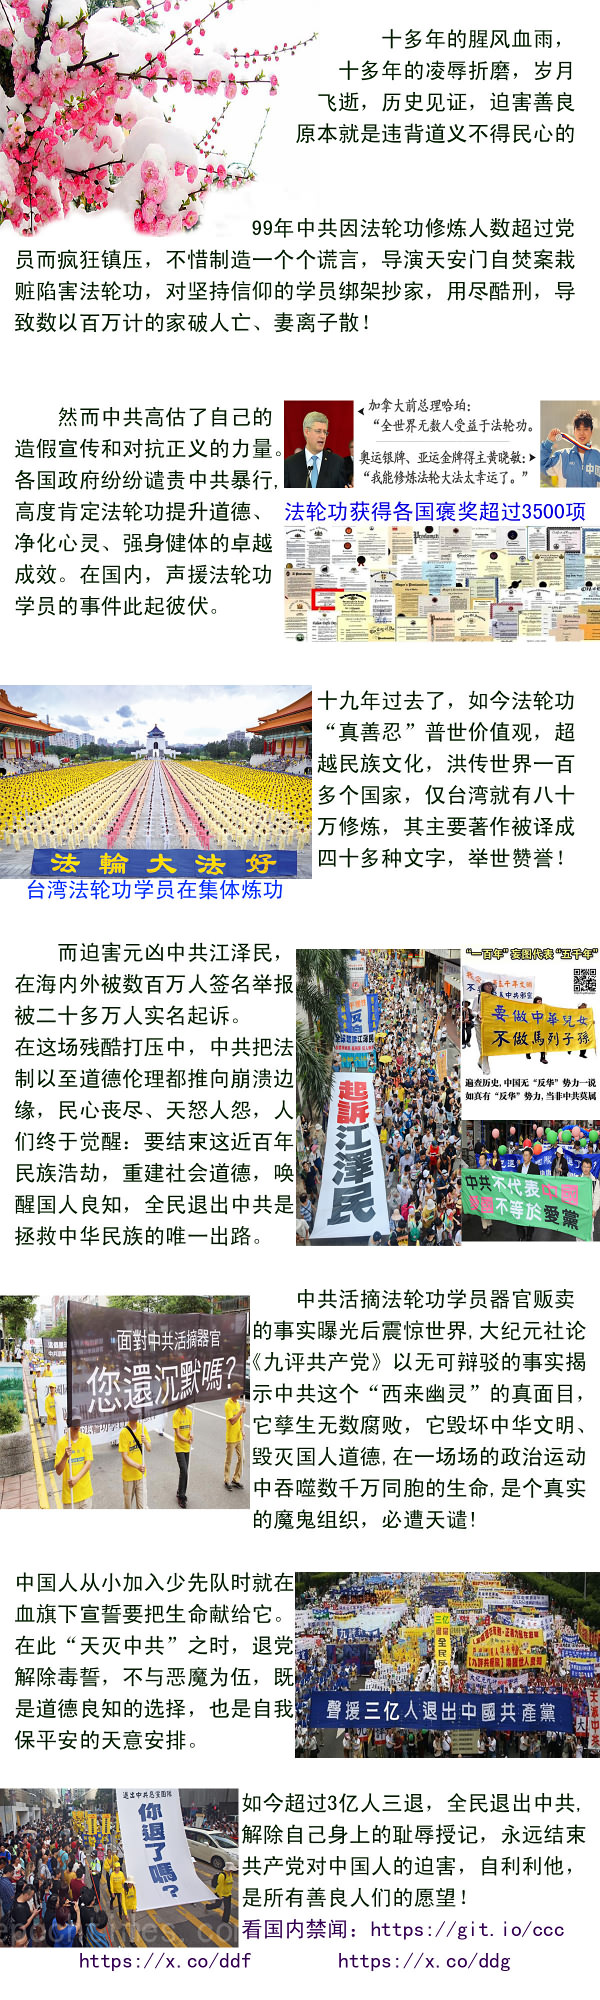 十多年的腥风血雨，
十多年的凌辱折磨，岁月
飞逝，历史见证，迫害善良
原本就是违背道义不得民心的
99年中共因法轮功修炼人数超过党
员而疯狂镇压，不惜制造一个个谎言，导演天安门自焚案栽
赃陷害法轮功，对坚持信仰的学员绑架抄家，用尽酷刑，导
致数以百万计的家破人亡、妻离子散！
然而中共高估了自己的
造假宣传和对抗正义的力量。
各国政府纷纷谴责中共暴行,
高度肯定法轮功提升道德、
净化心灵、强身健体的卓越
成效。在国内，声援法轮功
学员的事件此起彼伏。
加拿大前总理哈珀：
“全世界无数人受益于法轮功。
奥运银牌、亚运金牌得主黄晓敏：
“我能修炼法轮大法太幸运了。”
法轮功获得各国褒奖超过3500项
十九年过去了，如今法轮功
“真善忍”普世价值观，超
越民族文化，洪传世界一百
多个国家，仅台湾就有八十
万修炼，其主要著作被译成
四十多种文字，举世赞誉！
法輪大法好
台湾法轮功学员在集体炼功
而迫害元凶中共江泽民，
在海内外被数百万人签名举报
被二十多万人实名起诉。
在这场残酷打压中，中共把法
制以至道德伦理都推向崩溃边
缘，民心丧尽、天怒人怨，人
们终于觉醒：要结束这近百年
民族浩劫，重建社会道德，唤
醒国人良知，全民退出中共是
拯救中华民族的唯一出路。
起訴江澤民
“一百年”妄图代表“五千年”
要做中華兒女
不做馬列子孫
遍查历史,中国无“反华”势力一说
如真有“反华”势力,当非中共莫属
中共不代表中國
愛國不等於愛黨
中共活摘法轮功学员器官贩卖
的事实曝光后震惊世界,大纪元社论
《九评共产党》以无可辩驳的事实揭
示中共这个“西来幽灵”的真面目，
它孽生无数腐败，它毁坏中华文明、
毁灭国人道德,在一场场的政治运动
中吞噬数千万同胞的生命,是个真实
的魔鬼组织，必遭天谴！
面對中共活摘器官
您還沉默嗎？
中国人从小加入少先队时就在
血旗下宣誓要把生命献给它。
在此“天灭中共”之时，退党
解除毒誓，不与恶魔为伍，既
是道德良知的选择，也是自我
保平安的天意安排。
聲援三亿人退出中國共產黨
如今超过3亿人三退，全民退出中共,
解除自己身上的耻辱授记，永远结束
共产党对中国人的迫害，自利利他，
是所有善良人们的愿望！
你退了嗎？
epochtimes.com
看国内禁闻：https://git.io/ccc
https://x.co/ddf https://x.co/ddg